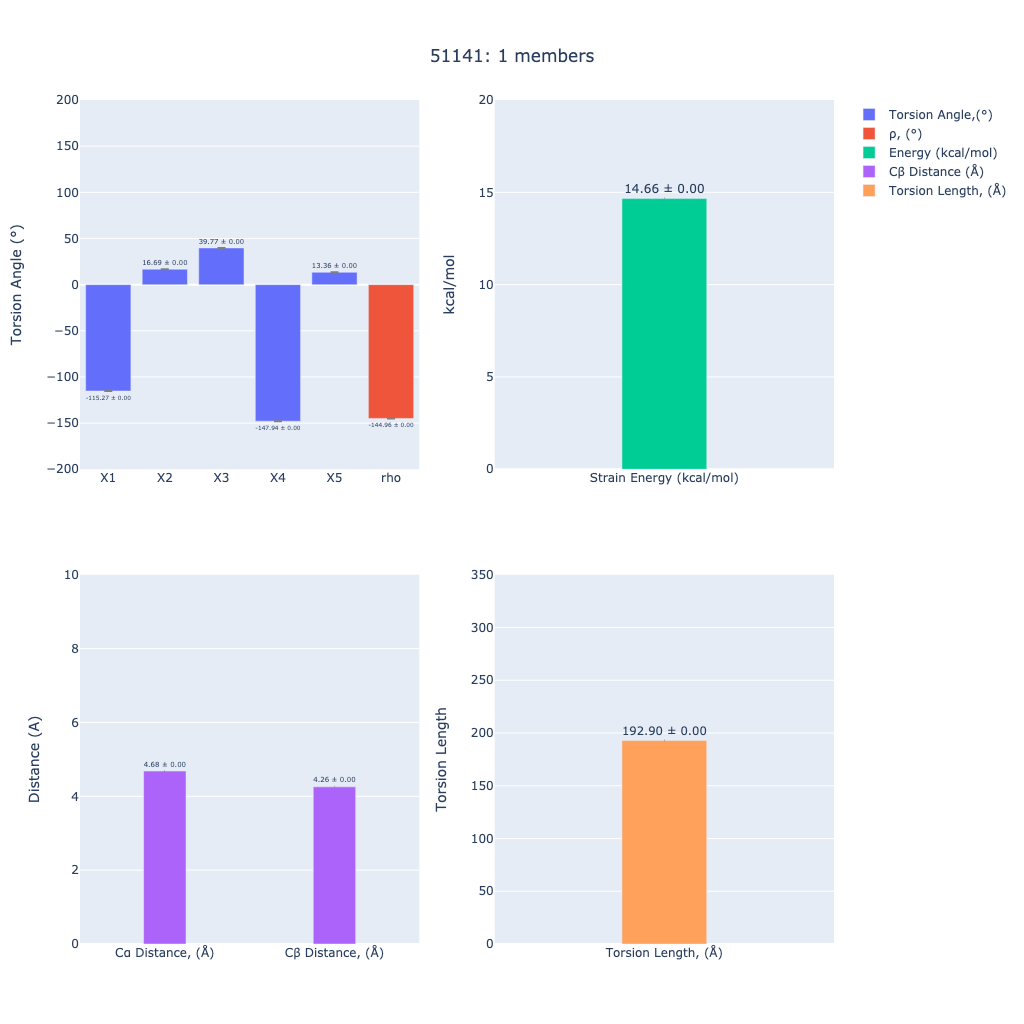 51141: 1 members
Torsion Angle (°)
200
150
100
50
0
−50
−100
−150
−200
-115.27 ± 0.00
16.69 ± 0.00
39.77 ± 0.00
-147.94 ± 0.00
13.36 ± 0.00
-144.96 ± 0.00
X1 X2 X3 X4 X5 rho
kcal/mol
20
15
10
5
0
14.66 ± 0.00
Strain Energy (kcal/mol)
Torsion Angle,(°)
ρ, (°)
Energy (kcal/mol)
Cβ Distance (Å)
Torsion Length, (Å)
Distance (A)
10
8
6
4
2
0
4.68 ± 0.00
4.26 ± 0.00
Cα Distance, (Å) Cβ Distance, (Å)
Torsion Length
350
300
250
200
150
100
50
0
192.90 ± 0.00
Torsion Length, (Å)